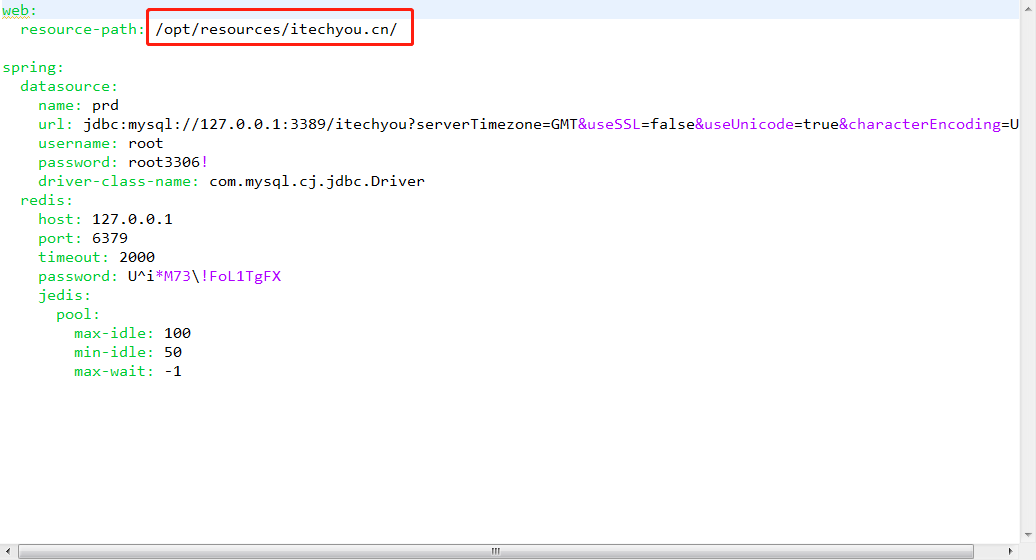 web:
resource-path: /opt/resources/itechyou.cn/
spring:
datasource:
name: prd
url: jdbc:mysql://127.0.0.1:3389/itechyou?serverTimezone=GMT&useSSL=false&useUnicode=true&characterEncoding=U
username: root
password: root3306!
driver-class-name: com.mysql.cj.jdbc.Driver
redis:
host: 127.0.0.1
port: 6379
timeout: 2000
password: U^i*M73\!FoL1TgFX
jedis:
pool:
max-idle: 100
min-idle: 50
max-wait: -1